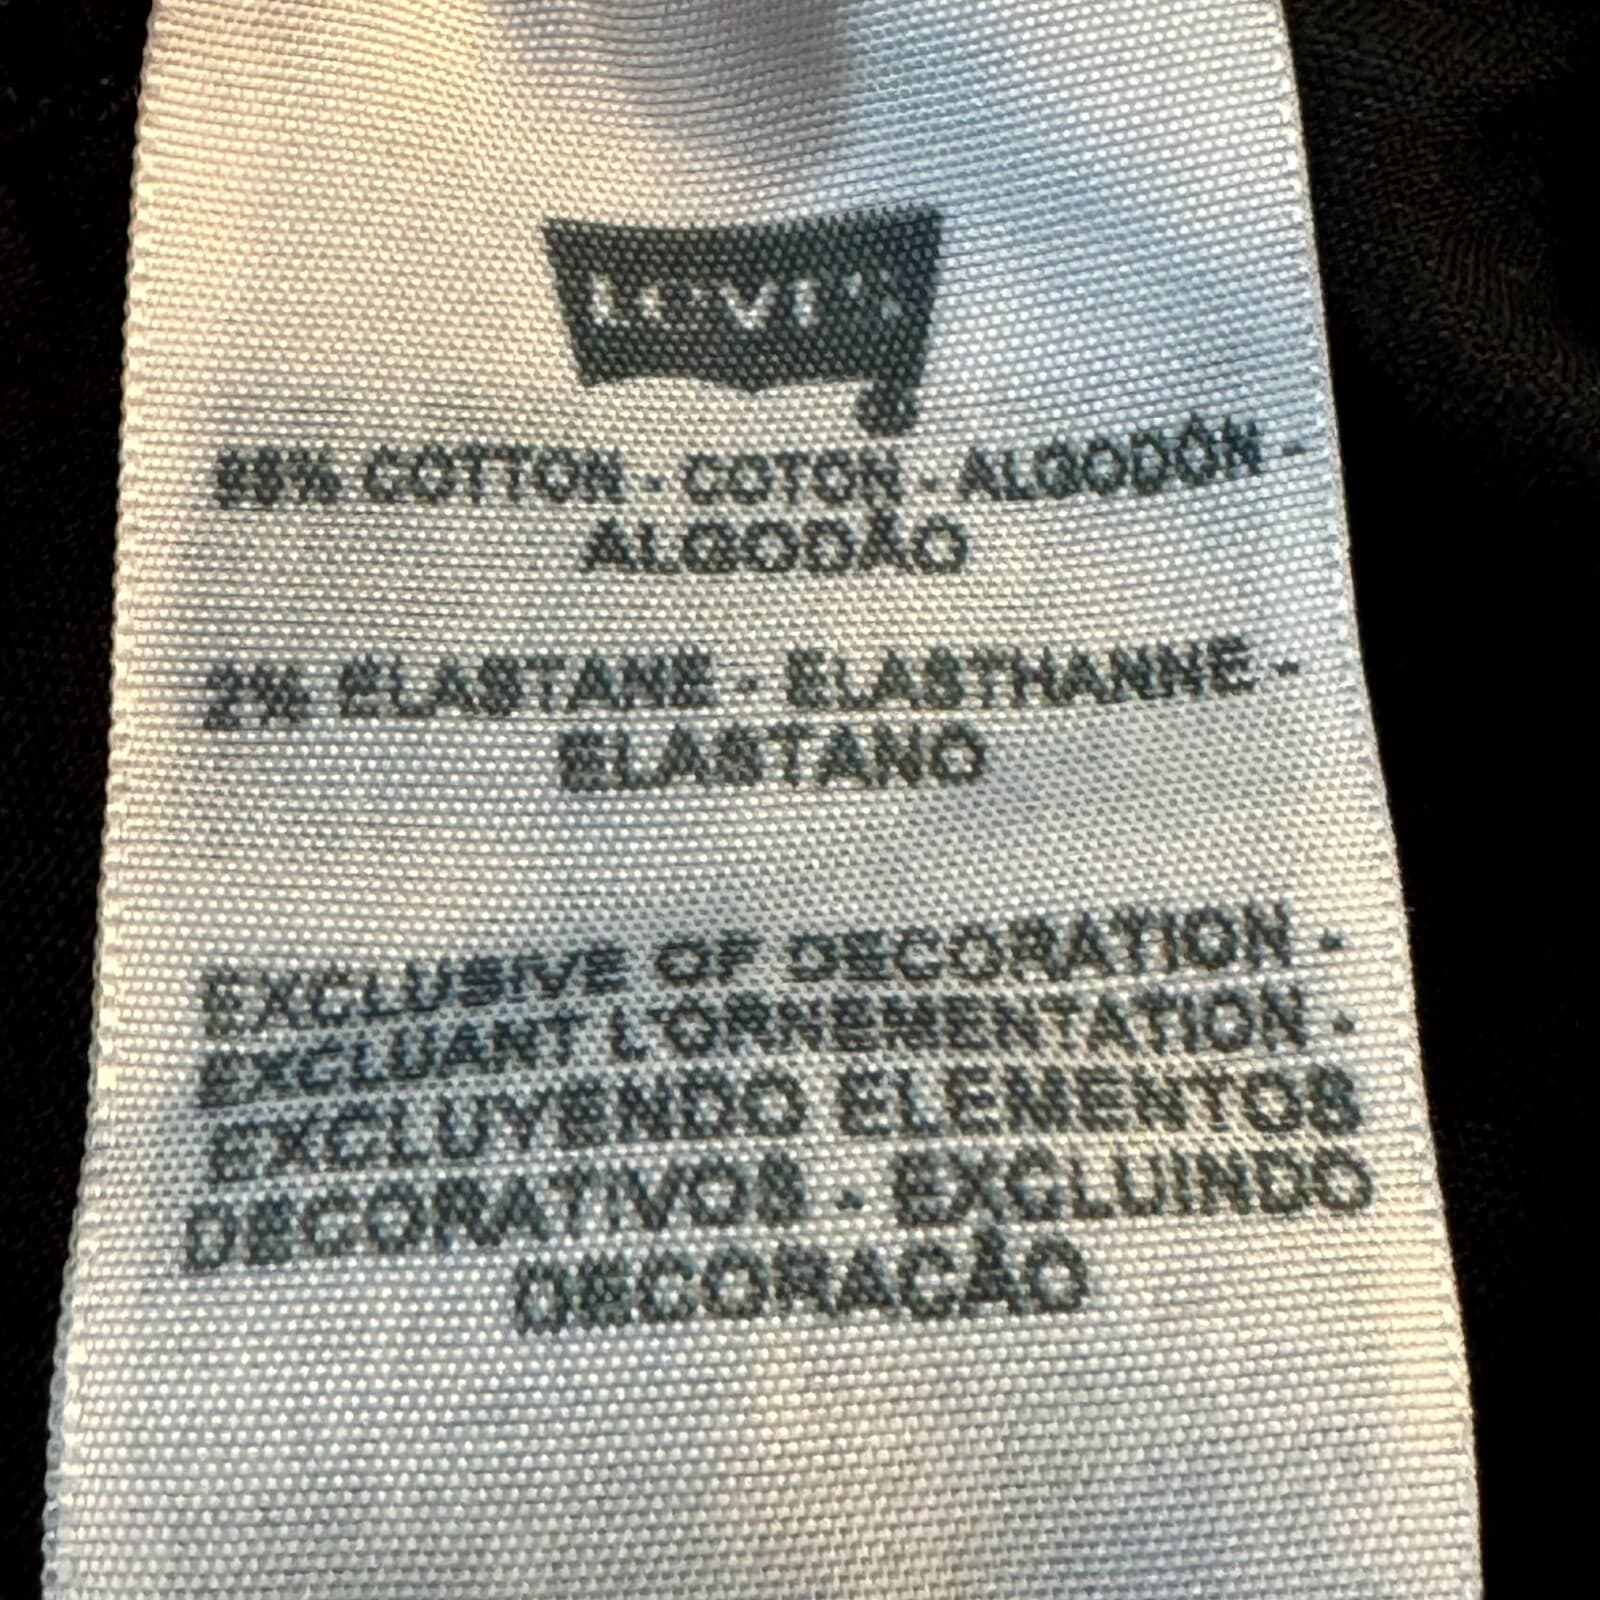 LEVI'S
®
98% COTTON - COTON - ALGODÓN -
ALGODÃO
2% ELASTANE - ÉLASTHANNE -
ELASTANO
EXCLUSIVE OF DECORATION -
EXCLUANT L'ORNEMENTATION -
EXCLUYENDO ELEMENTOS
DECORATIVOS - EXCLUINDO
DECORAÇÃO